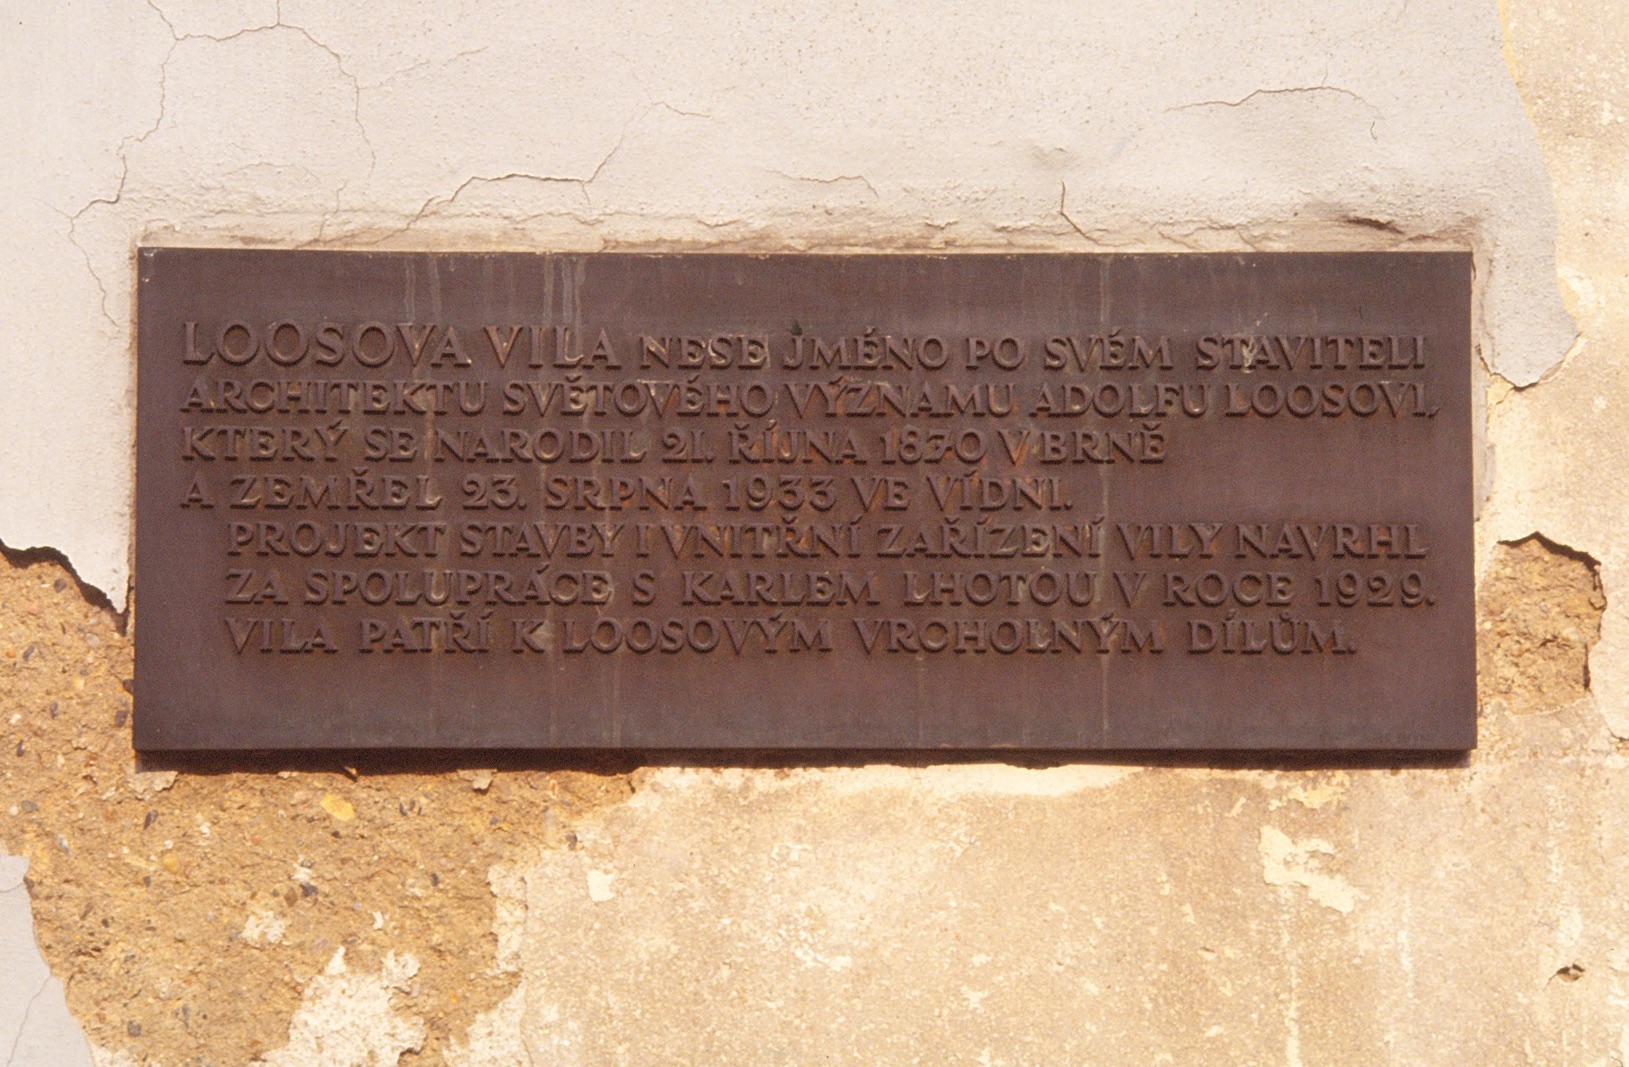 LOOSOVA VILA NESE JMÉNO PO SVÉM STAVITELI
ARCHITEKTU SVĚTOVÉHO VÝZNAMU ADOLFU LOOSOVI,
KTERÝ SE NARODIL 21. ŘÍJNA 1870 V BRNĚ
A ZEMŘEL 23. SRPNA 1933 VE VÍDNI.
PROJEKT STAVBY I VNITŘNÍ ZAŘÍZENÍ VILY NAVRHL
ZA SPOLUPRÁCE S KARLEM LHOTOU V ROCE 1929.
VILA PATŘÍ K LOOSOVÝM VRCHOLNÝM DÍLŮM.